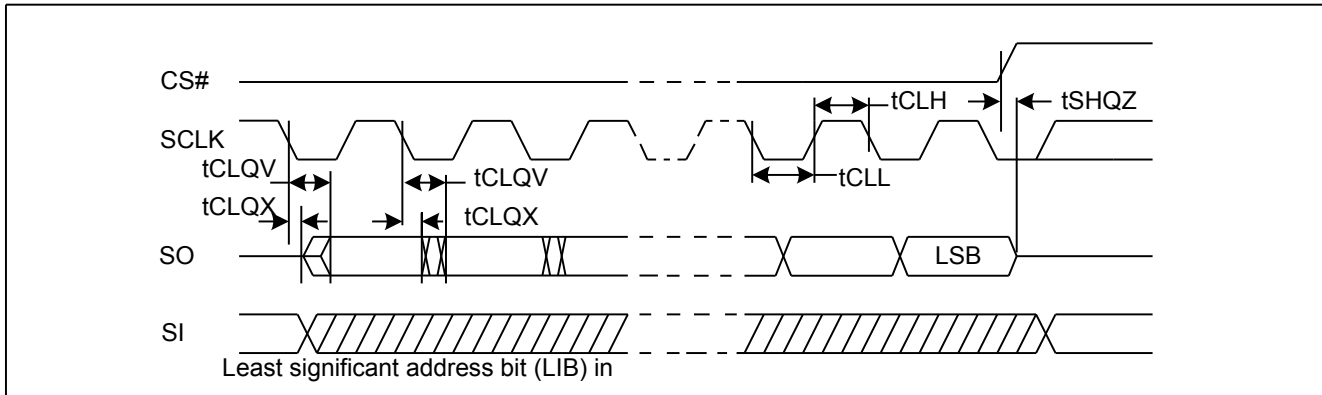 CS#
tCLH
tSHQZ
SCLK
tCLQV
tCLQV
tCLL
tCLQX
tCLQX
SO
LSB
SI
Least significant address bit (LIB) in